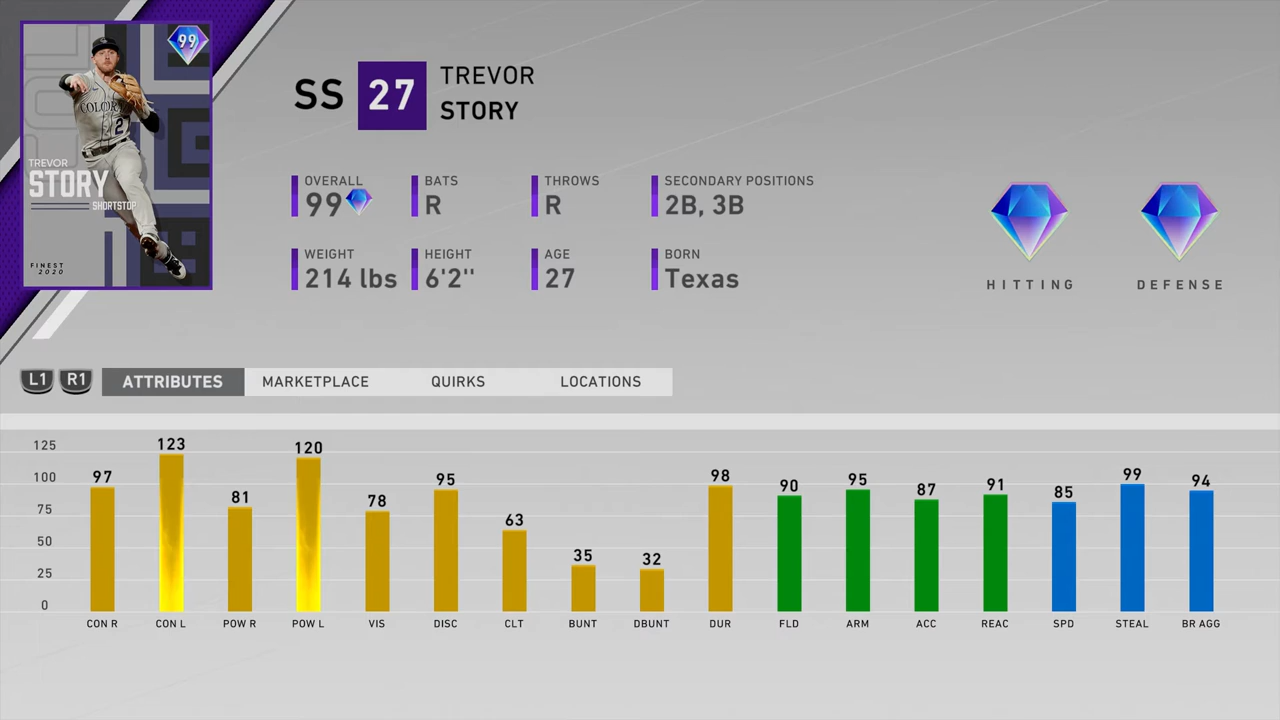 99
COL
COLORA
2
TREVOR
STORY
SHORTSTOP
FINEST
2020
SS 27 TREVOR
STORY
OVERALL BATS THROWS SECONDARY POSITIONS
99 R R 2B, 3B
WEIGHT HEIGHT AGE BORN
214 lbs 6'2'' 27 Texas
HITTING DEFENSE
L1 R1 ATTRIBUTES MARKETPLACE QUIRKS LOCATIONS
125
100
75
50
25
0
97 123 81 120 78 95 63 35 32 98 90 95 87 91 85 99 94
CON R CON L POW R POW L VIS DISC CLT BUNT DBUNT DUR FLD ARM ACC REAC SPD STEAL BR AGG